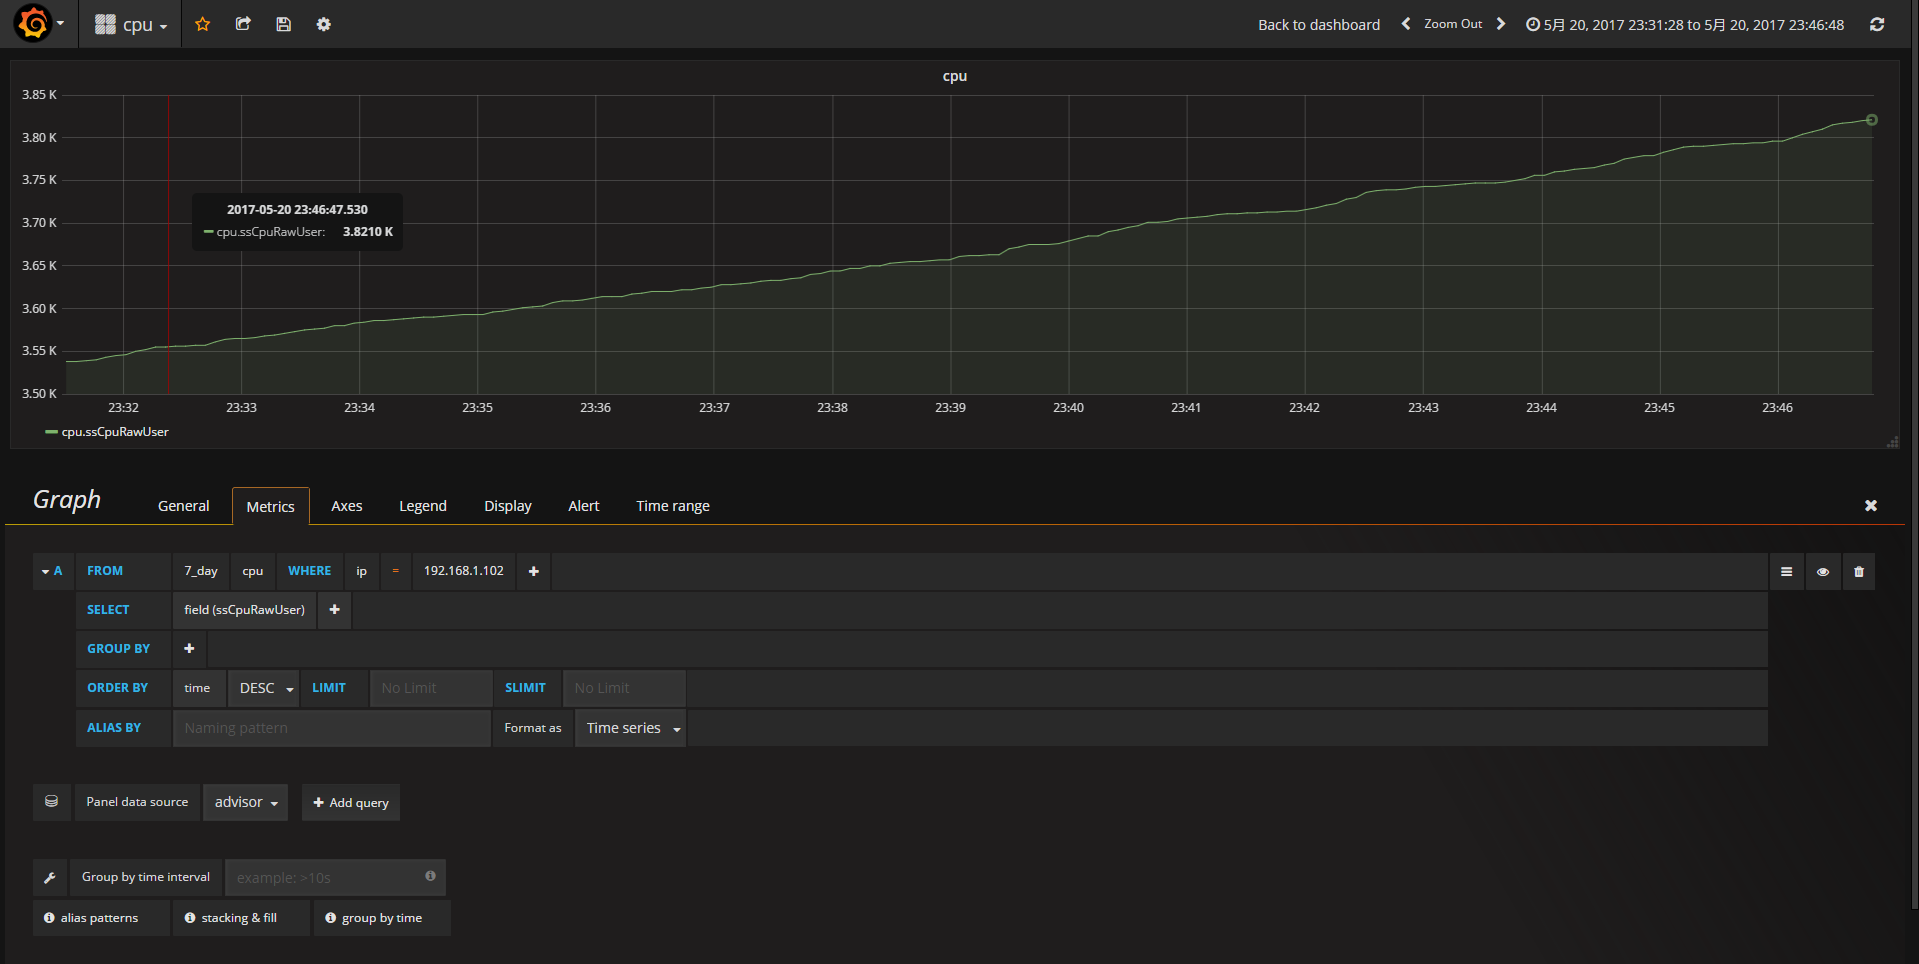 cpu
Back to dashboard Zoom Out 5月 20, 2017 23:31:28 to 5月 20, 2017 23:46:48
cpu
3.85 K
3.80 K
3.75 K
3.70 K
3.65 K
3.60 K
3.55 K
3.50 K
2017-05-20 23:46:47.530
cpu.ssCpuRawUser: 3.8210 K
23:32 23:33 23:34 23:35 23:36 23:37 23:38 23:39 23:40 23:41 23:42 23:43 23:44 23:45 23:46
cpu.ssCpuRawUser
Graph General Metrics Axes Legend Display Alert Time range
A FROM 7_day cpu WHERE ip = 192.168.1.102 +
SELECT field (ssCpuRawUser) +
GROUP BY +
ORDER BY time DESC LIMIT No Limit SLIMIT No Limit
ALIAS BY Naming pattern Format as Time series
Panel data source advisor + Add query
Group by time interval example: >10s
alias patterns stacking & fill group by time